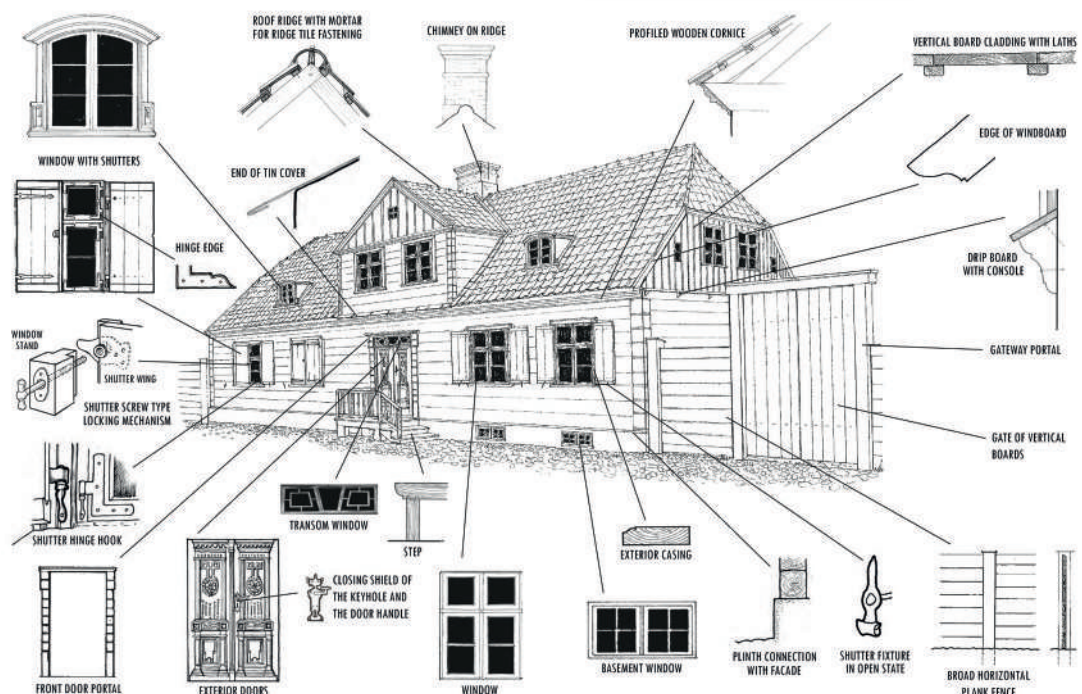 ROOF RIDGE WITH MORTAR
FOR RIDGE TILE FASTENING
CHIMNEY ON RIDGE
PROFILED WOODEN CORNICE
VERTICAL BOARD CLADDING WITH LATHS
EDGE OF WINDBOARD
WINDOW WITH SHUTTERS
END OF TIN COVER
HINGE EDGE
DRIP BOARD
WITH CONSOLE
WINDOW
STAND
SHUTTER WING
GATEWAY PORTAL
SHUTTER SCREW TYPE
LOCKING MECHANISM
GATE OF VERTICAL
BOARDS
SHUTTER HINGE HOOK
TRANSOM WINDOW
STEP
EXTERIOR CASING
CLOSING SHIELD OF
THE KEYHOLE AND
THE DOOR HANDLE
FRONT DOOR PORTAL
EXTERIOR DOORS
WINDOW
BASEMENT WINDOW
PLINTH CONNECTION
WITH FACADE
SHUTTER FIXTURE
IN OPEN STATE
BROAD HORIZONTAL
PLANK FENCE